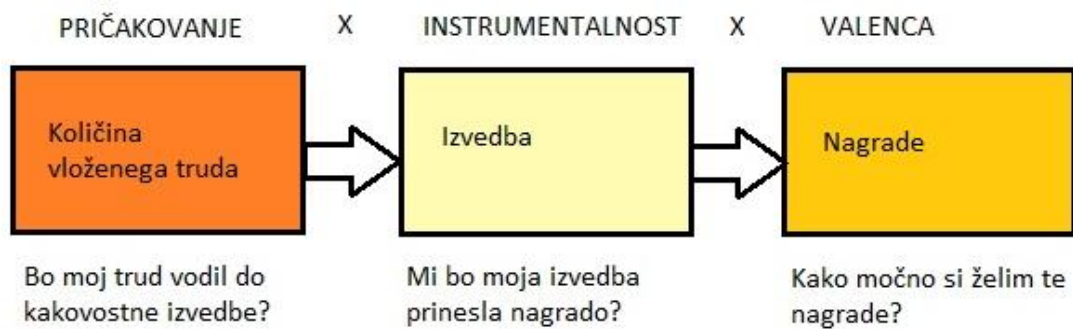 PRIČAKOVANJE X INSTRUMENTALNOST X VALENCA
Količina
vloženega truda
Izvedba
Nagrade
Bo moj trud vodil do
kakovostne izvedbe?
Mi bo moja izvedba
prinesla nagrado?
Kako močno si želim te
nagrade?